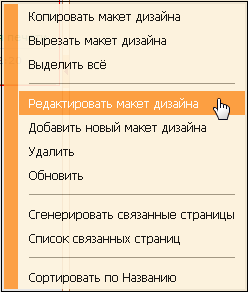 Копировать макет дизайна
Вырезать макет дизайна
Выделить всё
Редактировать макет дизайна
Добавить новый макет дизайна
Удалить
Обновить
Сгенерировать связанные страницы
Список связанных страниц
Сортировать по Названию